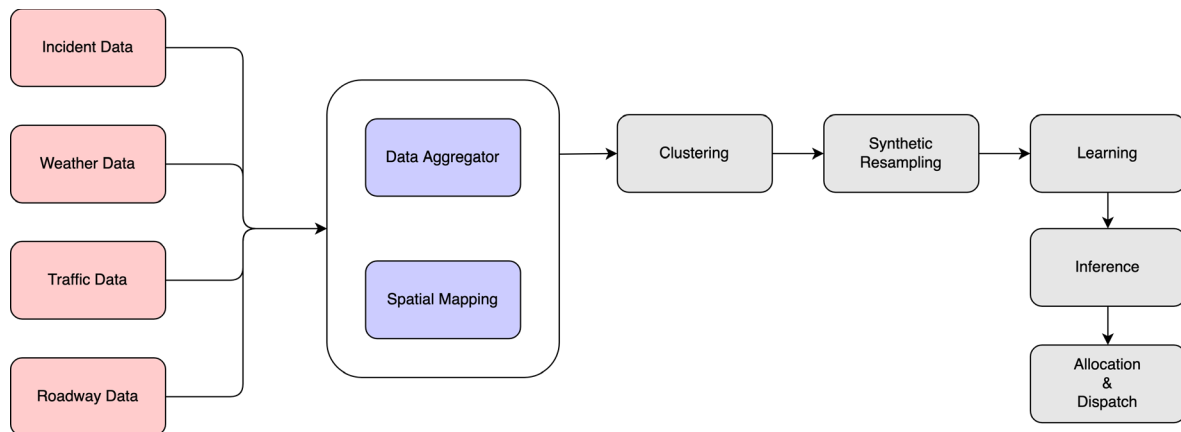 Incident Data
Weather Data
Traffic Data
Roadway Data
Data Aggregator
Spatial Mapping
Clustering
Synthetic
Resampling
Learning
Inference
Allocation
&
Dispatch